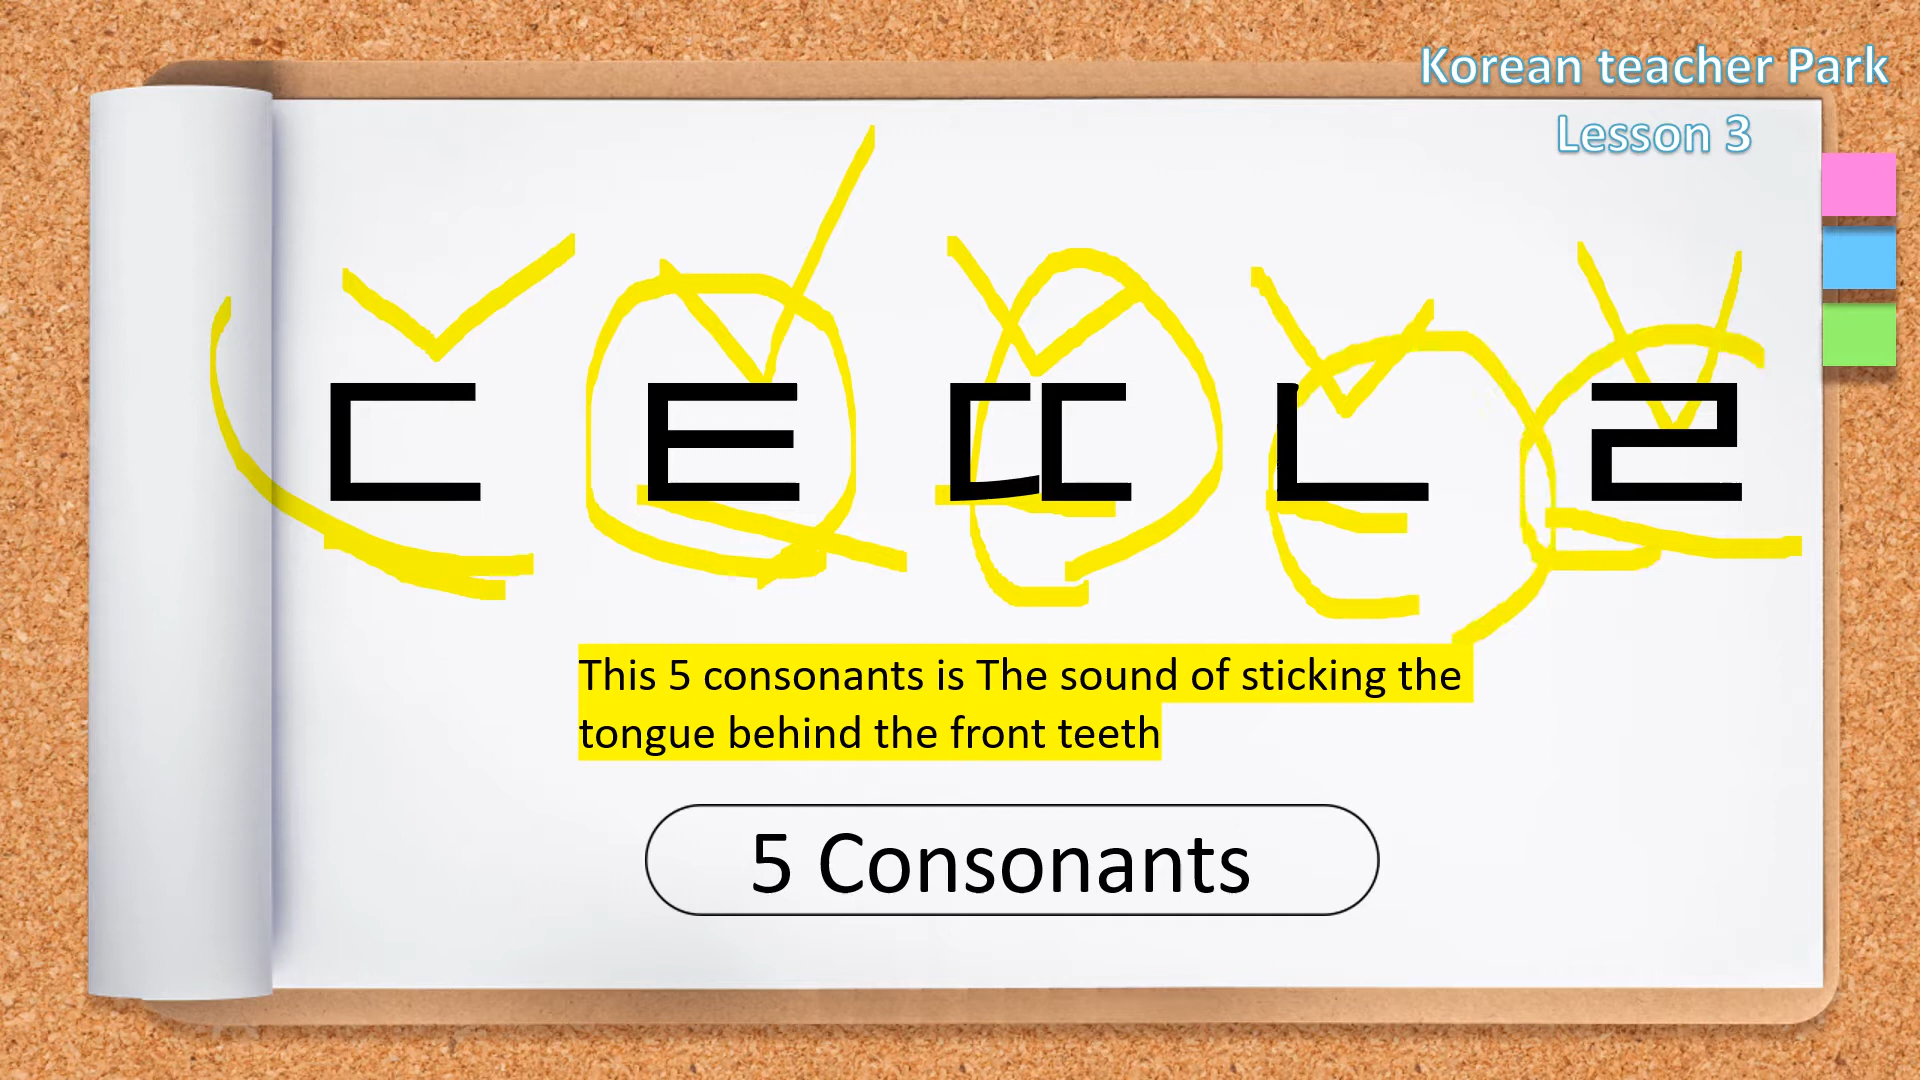 Korean teacher Park
Lesson 3
ㄷ ㅌ ㄸ ㄴ ㄹ
This 5 consonants is The sound of sticking the
tongue behind the front teeth
5 Consonants